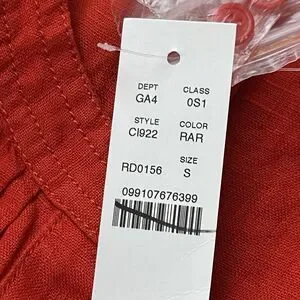 DEPT CLASS
GA4 0S1
STYLE COLOR
CI922 RAR
SIZE
RD0156 S
099107676399